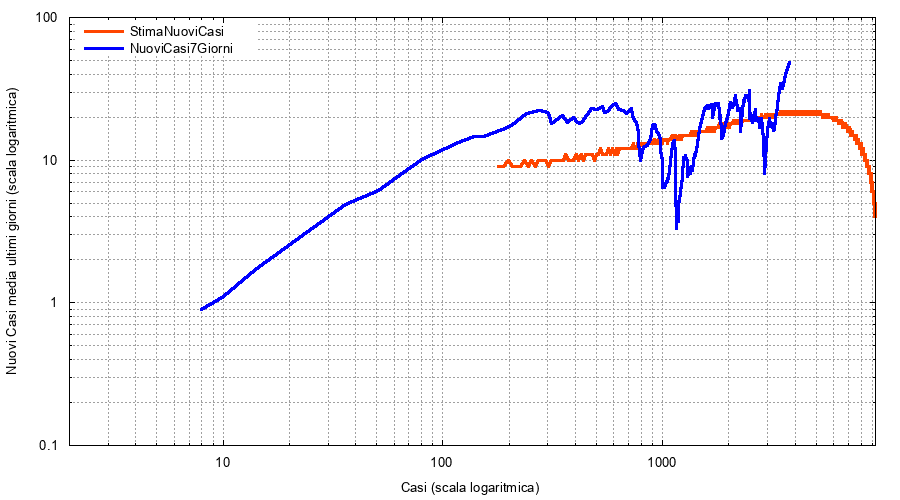 100
StimaNuoviCasi
NuoviCasi7Giorni
10
1
0.1
10
100
1000
Nuovi Casi media ultimi giorni (scala logaritmica)
Casi (scala logaritmica)